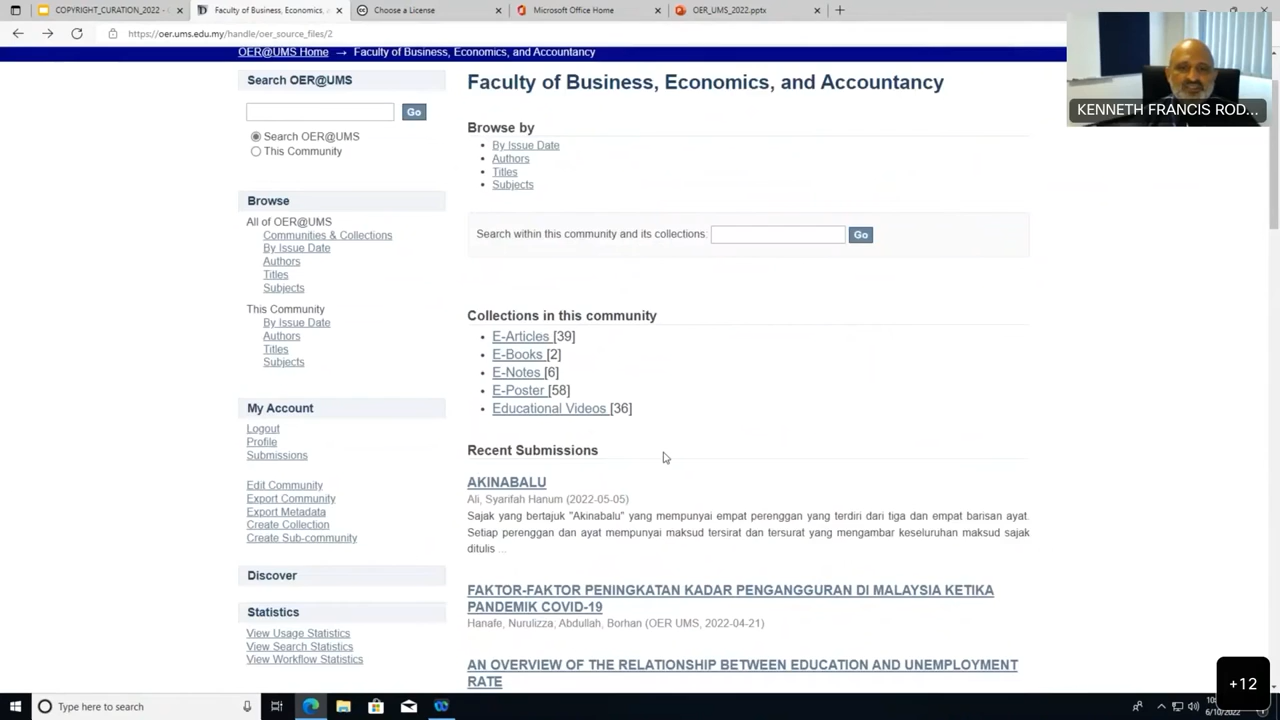 COPYRIGHT_CURATION_2022 -
Faculty of Business, Economics,
Choose a License
Microsoft Office Home
OER_UMS_2022.pptx
https://oer.ums.edu.my/handle/oer_source_files/2
KENNETH FRANCIS ROD...
OER@UMS Home → Faculty of Business, Economics, and Accountancy
Search OER@UMS
Go
Search OER@UMS
This Community
Browse
All of OER@UMS
Communities & Collections
By Issue Date
Authors
Titles
Subjects
This Community
By Issue Date
Authors
Titles
Subjects
My Account
Logout
Profile
Submissions
Edit Community
Export Community
Export Metadata
Create Collection
Create Sub-community
Discover
Statistics
View Usage Statistics
View Search Statistics
View Workflow Statistics
Faculty of Business, Economics, and Accountancy
Browse by
By Issue Date
Authors
Titles
Subjects
Search within this community and its collections: Go
Collections in this community
E-Articles [39]
E-Books [2]
E-Notes [6]
E-Poster [58]
Educational Videos [36]
Recent Submissions
AKINABALU
Ali, Syarifah Hanum (2022-05-05)
Sajak yang bertajuk "Akinabalu" yang mempunyai empat perenggan yang terdiri dari tiga dan empat barisan ayat.
Setiap perenggan dan ayat mempunyai maksud tersirat dan tersurat yang mengambar keseluruhan maksud sajak
ditulis ...
FAKTOR-FAKTOR PENINGKATAN KADAR PENGANGGURAN DI MALAYSIA KETIKA
PANDEMIK COVID-19
Hanafe, Nurulizza, Abdullah, Borhan (OER UMS, 2022-04-21)
AN OVERVIEW OF THE RELATIONSHIP BETWEEN EDUCATION AND UNEMPLOYMENT
RATE
+12
Type here to search
6/10/2022